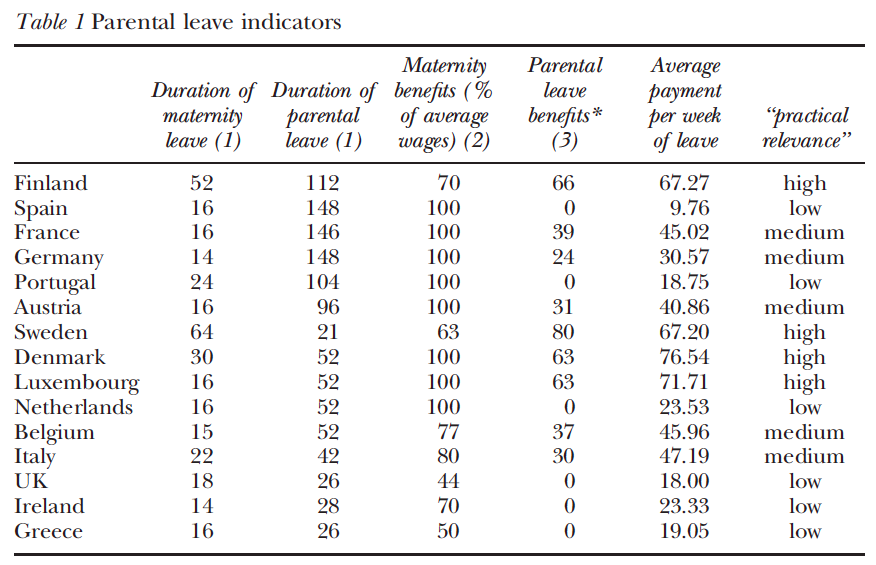 Table 1 Parental leave indicators
Maternity Parental Average
Duration of Duration of benefits (% leave payment
maternity parental of average benefits* per week “practical
leave (1) leave (1) wages) (2) (3) of leave relevance”
Finland 52 112 70 66 67.27 high
Spain 16 148 100 0 9.76 low
France 16 146 100 39 45.02 medium
Germany 14 148 100 24 30.57 medium
Portugal 24 104 100 0 18.75 low
Austria 16 96 100 31 40.86 medium
Sweden 64 21 63 80 67.20 high
Denmark 30 52 100 63 76.54 high
Luxembourg 16 52 100 63 71.71 high
Netherlands 16 52 100 0 23.53 low
Belgium 15 52 77 37 45.96 medium
Italy 22 42 80 30 47.19 medium
UK 18 26 44 0 18.00 low
Ireland 14 28 70 0 23.33 low
Greece 16 26 50 0 19.05 low